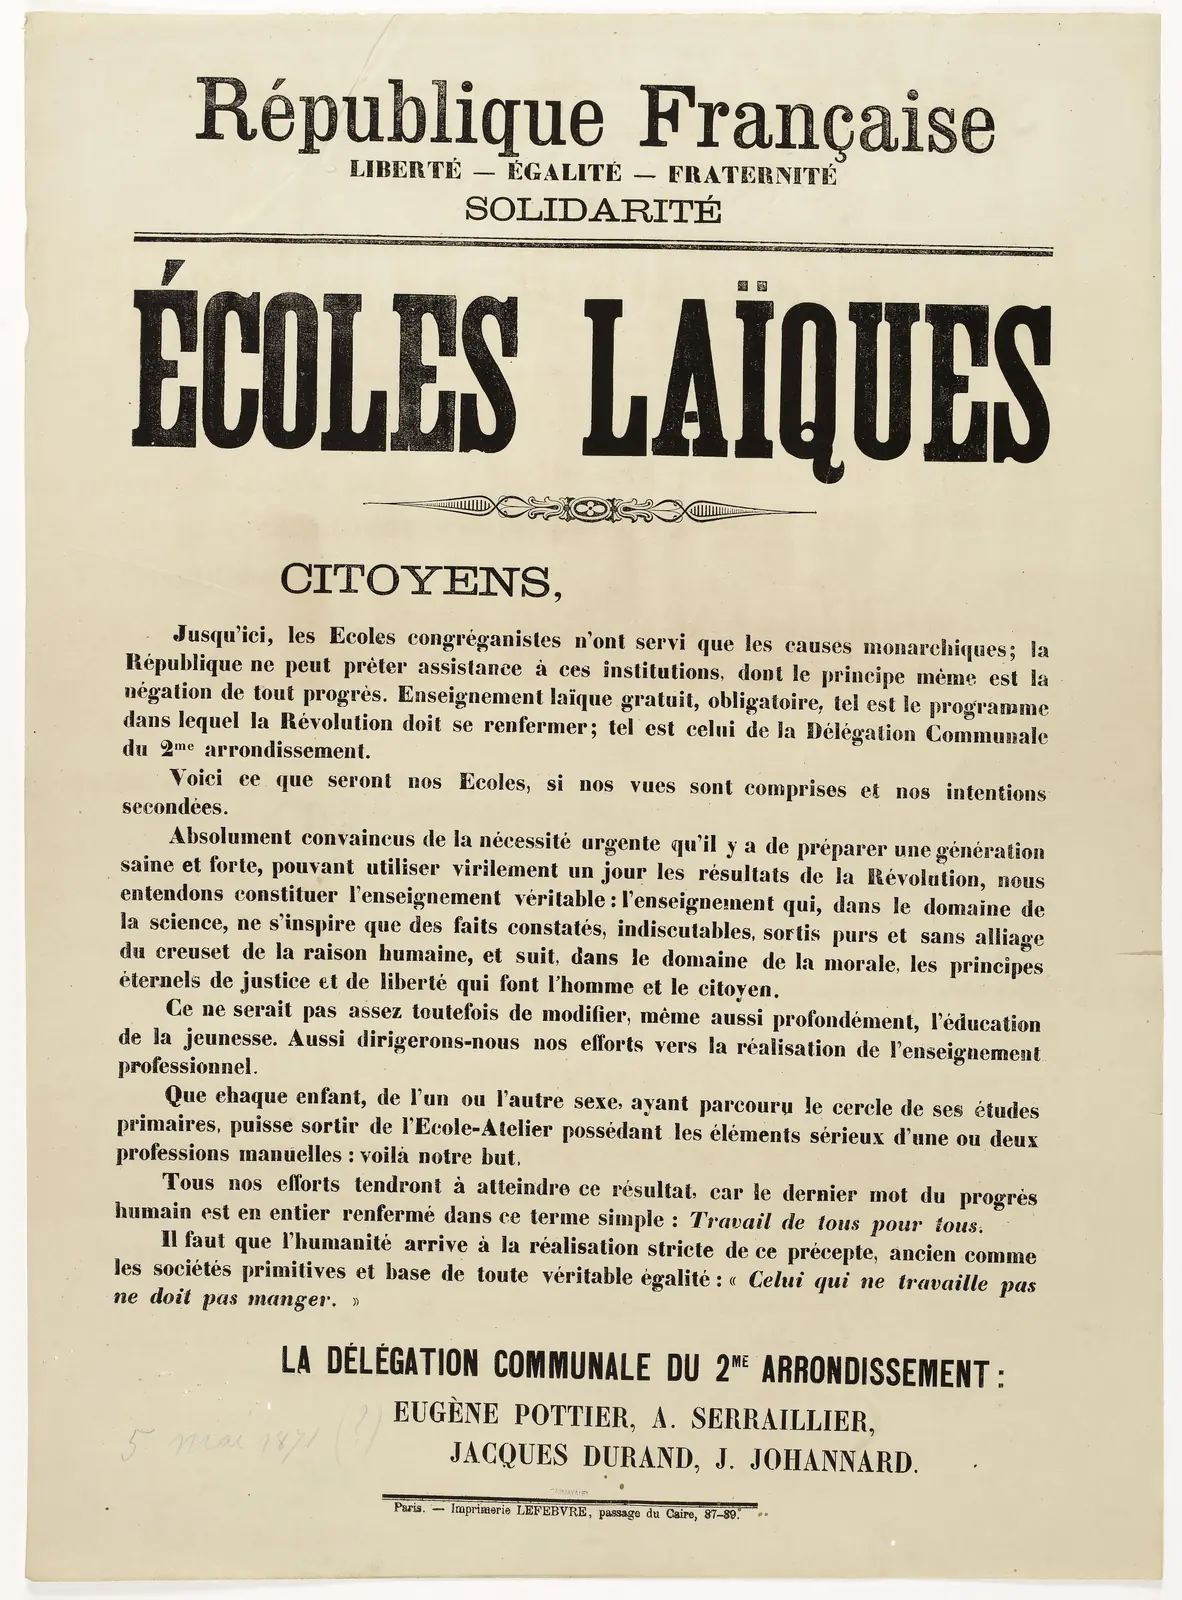 République Française
LIBERTÉ — ÉGALITÉ — FRATERNITÉ
SOLIDARITÉ
ÉCOLES LAÏQUES
CITOYENS,
Jusqu'ici, les Ecoles congréganistes n'ont servi que les causes monarchiques; la
République ne peut prêter assistance à ces institutions, dont le principe même est la
négation de tout progrès. Enseignement laïque gratuit, obligatoire, tel est le programme
dans lequel la Révolution doit se renfermer; tel est celui de la Délégation Communale
du 2me arrondissement.
Voici ce que seront nos Ecoles, si nos vues sont comprises et nos intentions
secondées.
Absolument convaincus de la nécessité urgente qu'il y a de préparer une génération
saine et forte, pouvant utiliser virilement un jour les résultats de la Révolution, nous
entendons constituer l'enseignement véritable: l'enseignement qui, dans le domaine de
la science, ne s'inspire que des faits constatés, indiscutables, sortis purs et sans alliage
du creuset de la raison humaine, et suit, dans le domaine de la morale, les principes
éternels de justice et de liberté qui font l'homme et le citoyen.
Ce ne serait pas assez toutefois de modifier, même aussi profondément, l'éducation
de la jeunesse. Aussi dirigerons-nous nos efforts vers la réalisation de l'enseignement
professionnel.
Que chaque enfant, de l'un ou l'autre sexe, ayant parcouru le cercle de ses études
primaires, puisse sortir de l'Ecole-Atelier possédant les éléments sérieux d'une ou deux
professions manuelles : voilà notre but.
Tous nos efforts tendront à atteindre ce résultat, car le dernier mot du progrès
humain est en entier renfermé dans ce terme simple : Travail de tous pour tous.
Il faut que l'humanité arrive à la réalisation stricte de ce précepte, ancien comme
les sociétés primitives et base de toute véritable égalité : « Celui qui ne travaille pas
ne doit pas manger. »
LA DÉLÉGATION COMMUNALE DU 2ME ARRONDISSEMENT :
EUGÈNE POTTIER, A. SERRAILLIER,
JACQUES DURAND, J. JOHANNARD.
5 mai 1871 (?)
Paris. — Imprimerie LEFEBVRE, passage du Caire, 87-89.